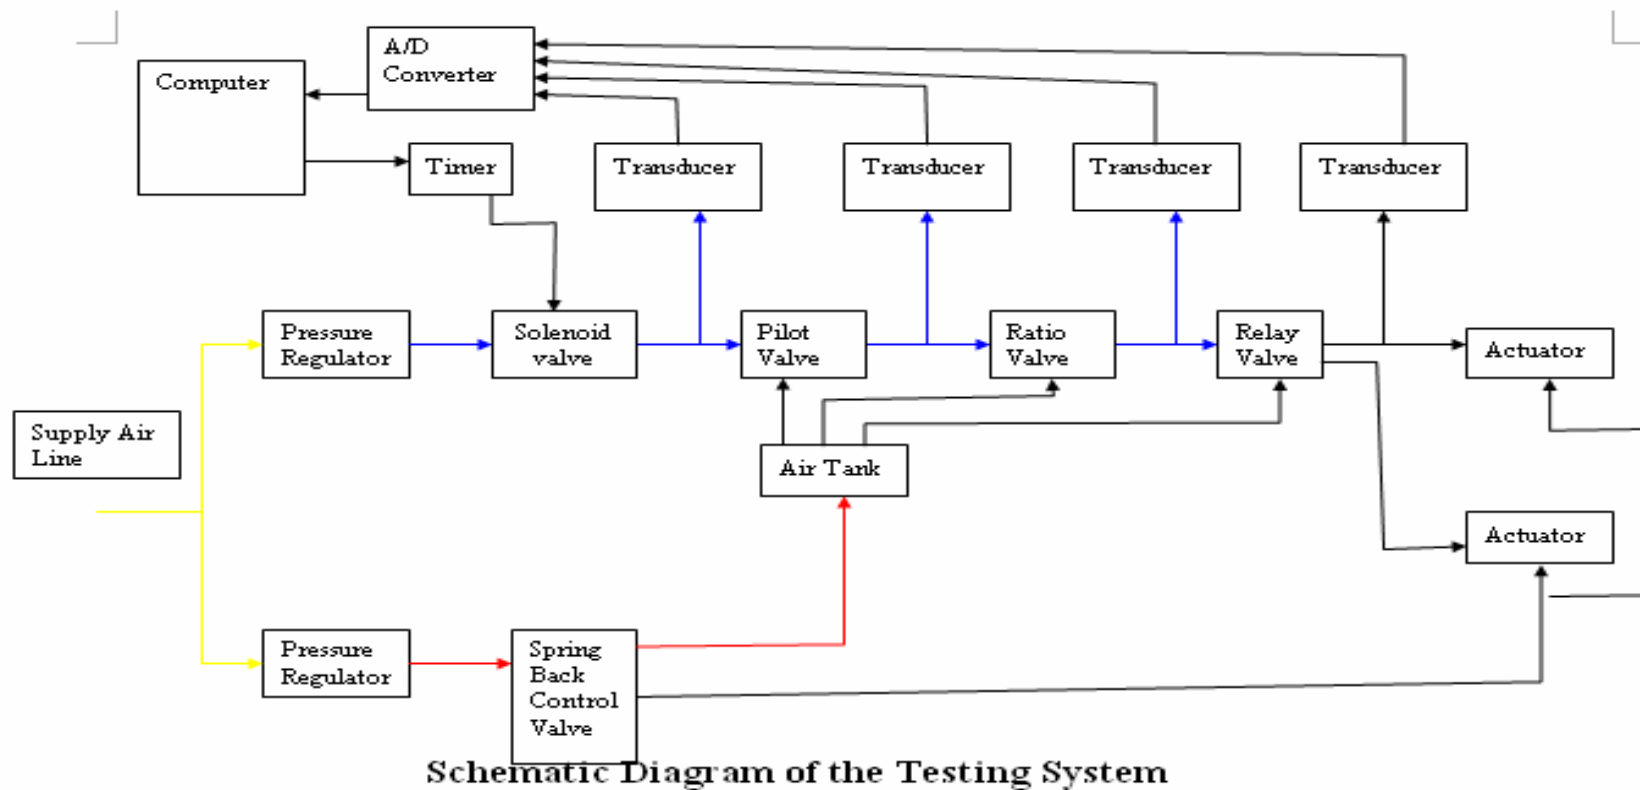 A/D
Converter
Computer
Timer
Transducer
Transducer
Transducer
Transducer
Pressure
Regulator
Solenoid
valve
Pilot
Valve
Ratio
Valve
Relay
Valve
Actuator
Supply Air
Line
Air Tank
Actuator
Pressure
Regulator
Spring
Back
Control
Valve
Schematic Diagram of the Testing System